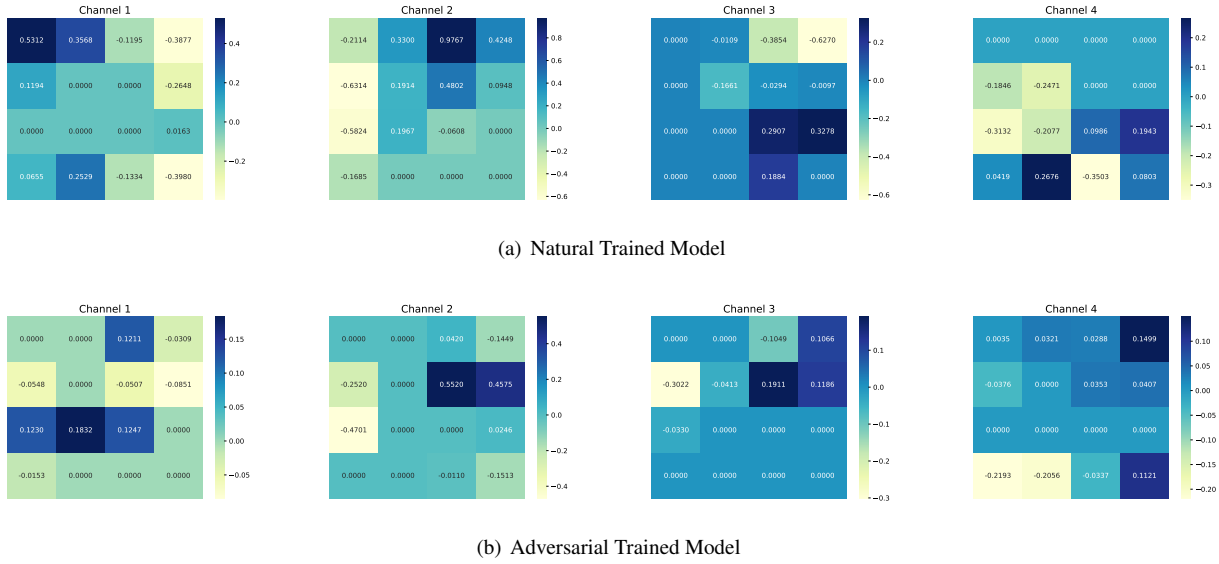 Channel 1
Channel 2
Channel 3
Channel 4
0.5312 0.3568 -0.1195 -0.3877
0.1194 0.0000 0.0000 -0.2648
0.0000 0.0000 0.0000 0.0163
0.0655 0.2529 -0.1334 -0.3980
0.4
0.2
0.0
−0.2
-0.2114 0.3300 0.9767 0.4248
-0.6314 0.1914 0.4802 0.0948
-0.5824 0.1967 -0.0608 0.0000
-0.1685 0.0000 0.0000 0.0000
0.8
0.6
0.4
0.2
0.0
−0.2
−0.4
−0.6
0.0000 -0.0109 -0.3854 -0.6270
0.0000 -0.1661 -0.0294 -0.0097
0.0000 0.0000 0.2907 0.3278
0.0000 0.0000 0.1884 0.0000
0.2
0.0
−0.2
−0.4
−0.6
0.0000 0.0000 0.0000 0.0000
-0.1846 -0.2471 0.0000 0.0000
-0.3132 -0.2077 0.0986 0.1943
0.0419 0.2676 -0.3503 0.0803
0.2
0.1
0.0
−0.1
−0.2
−0.3
(a) Natural Trained Model
Channel 1
Channel 2
Channel 3
Channel 4
0.0000 0.0000 0.1211 -0.0309
-0.0548 0.0000 -0.0507 -0.0851
0.1230 0.1832 0.1247 0.0000
-0.0153 0.0000 0.0000 0.0000
0.15
0.10
0.05
0.00
−0.05
0.0000 0.0000 0.0420 -0.1449
-0.2520 0.0000 0.5520 0.4575
-0.4701 0.0000 0.0000 0.0246
0.0000 0.0000 -0.0110 -0.1513
0.4
0.2
0.0
−0.2
−0.4
0.0000 0.0000 -0.1049 0.1066
-0.3022 -0.0413 0.1911 0.1186
-0.0330 0.0000 0.0000 0.0000
0.0000 0.0000 0.0000 0.0000
0.1
0.0
−0.1
−0.2
−0.3
0.0035 0.0321 0.0288 0.1499
-0.0376 0.0000 0.0353 0.0407
0.0000 0.0000 0.0000 0.0000
-0.2193 -0.2056 -0.0337 0.1121
0.10
0.05
0.00
−0.05
−0.10
−0.15
−0.20
(b) Adversarial Trained Model